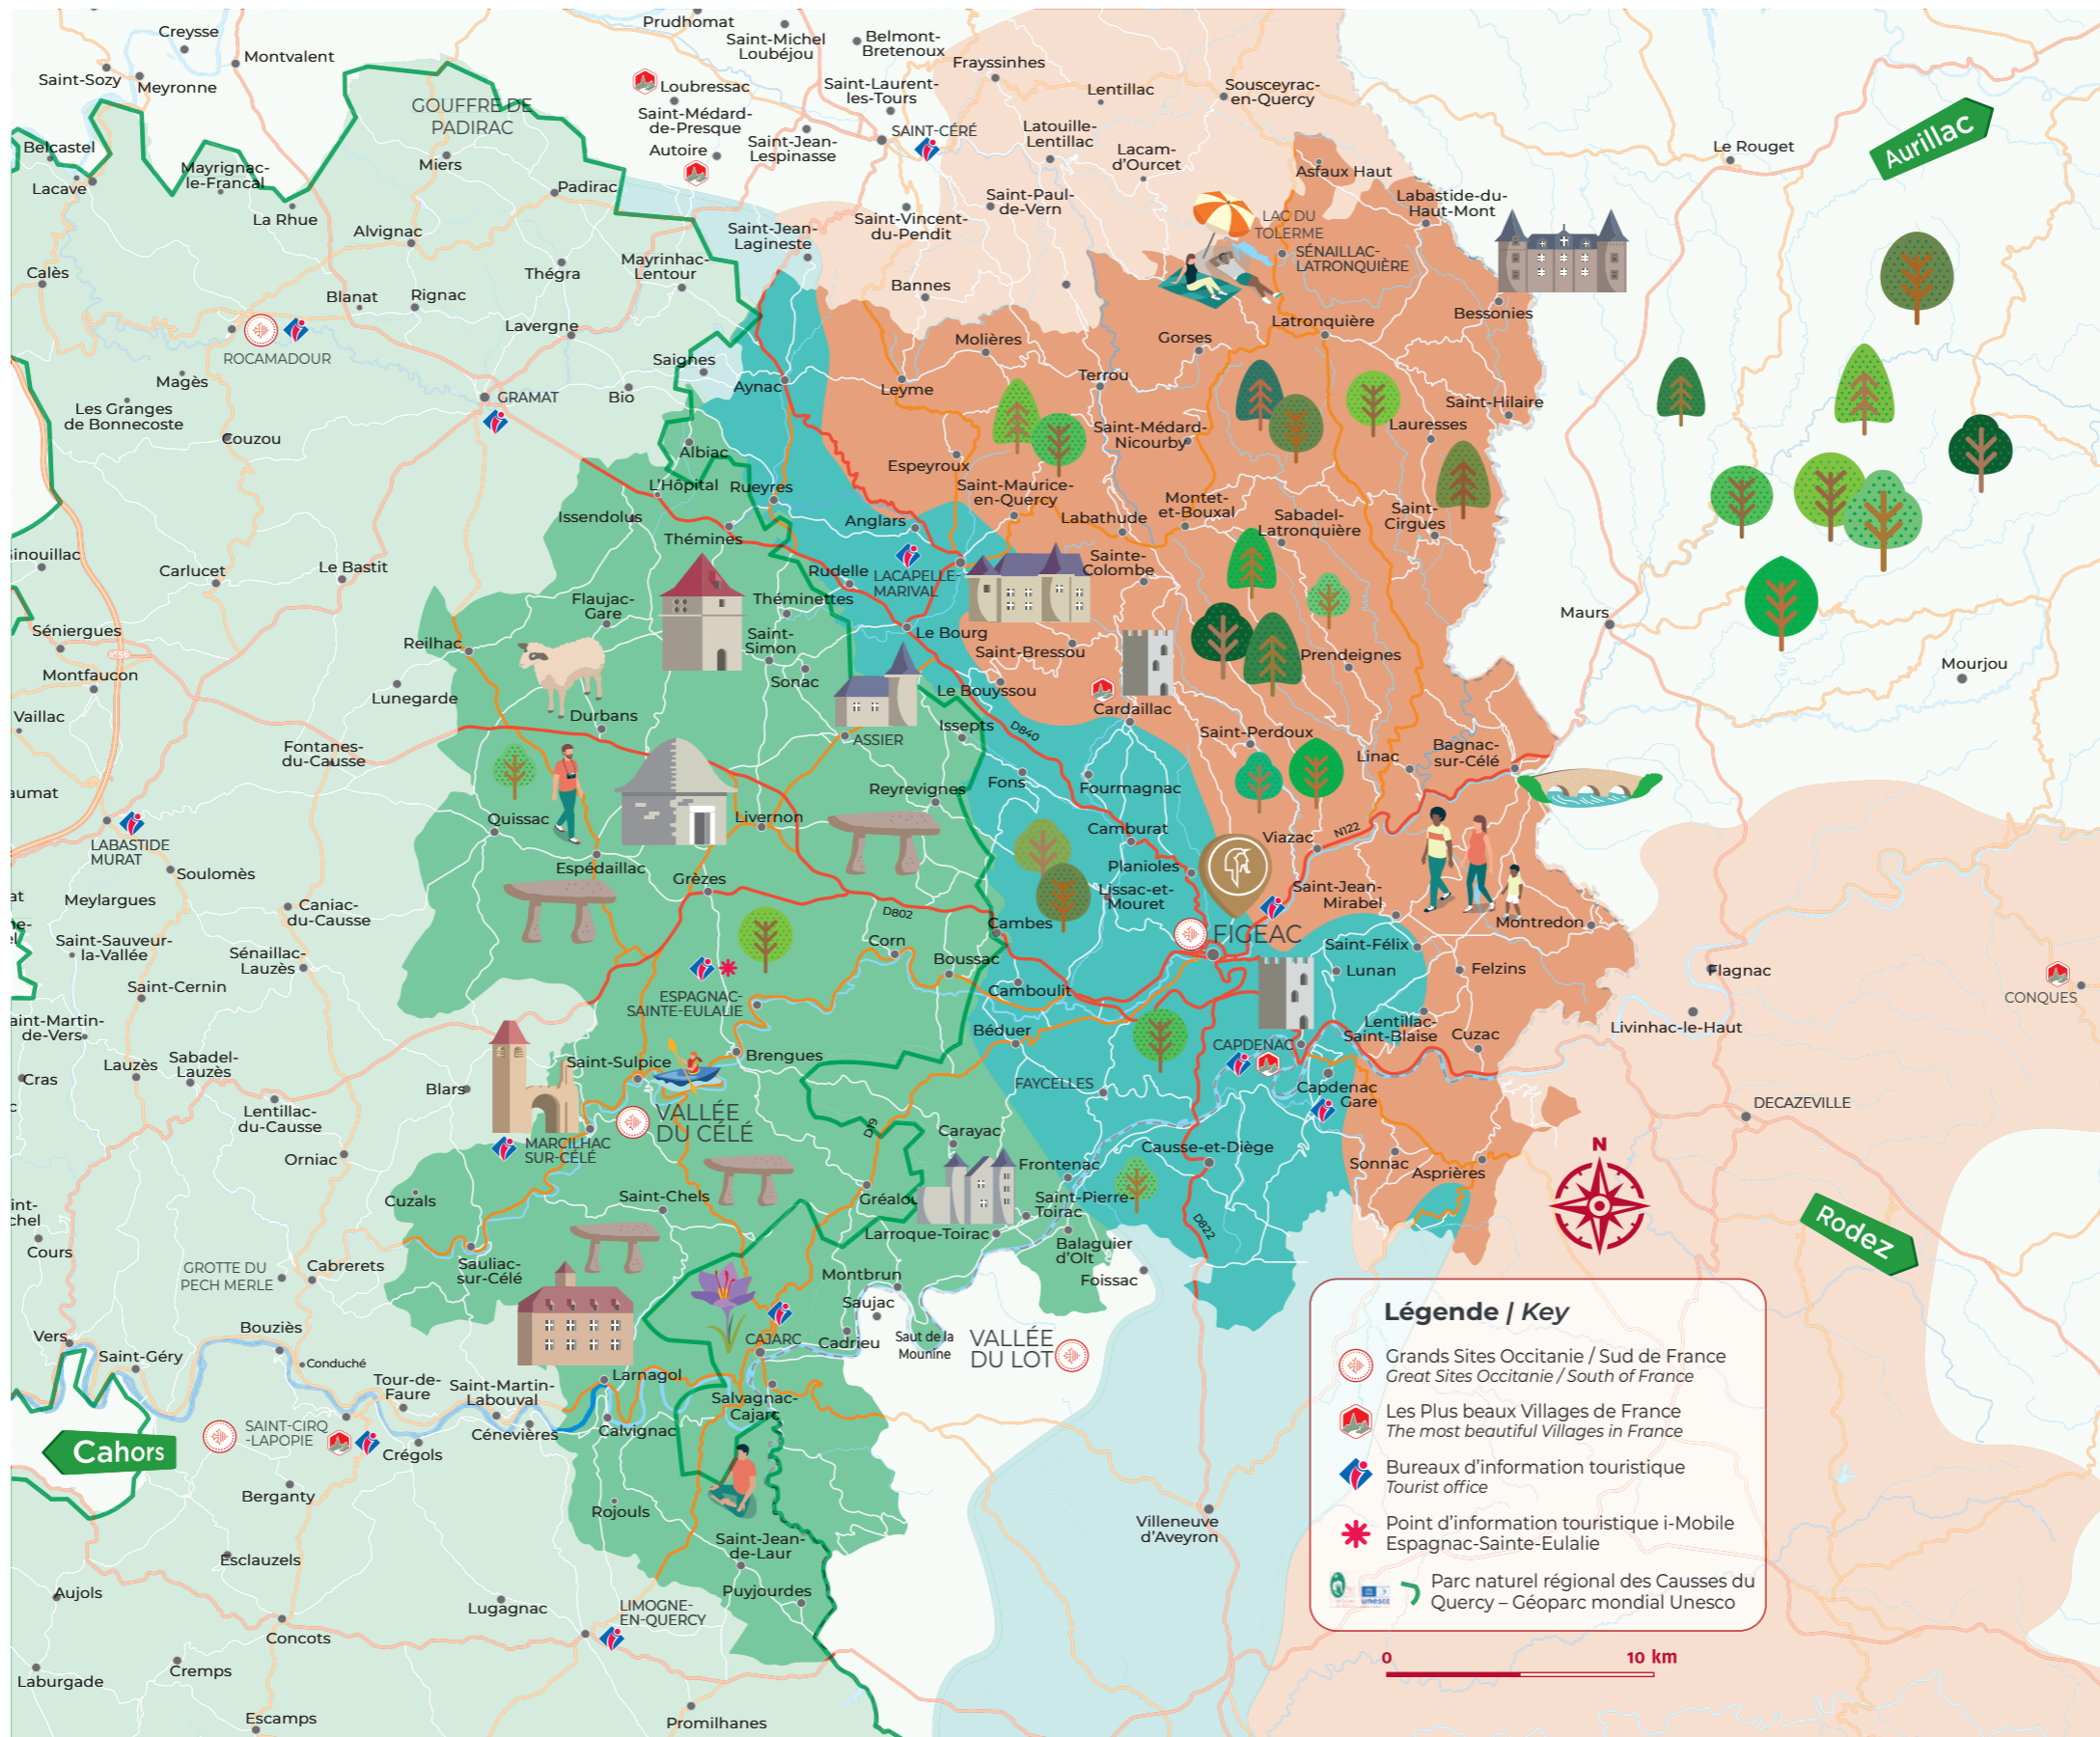 Creysse
Montvalent
Saint-Sozy
Meyronne
Prudhomat
Saint-Michel
Loubéjou
Belmont-
Bretenoux
Frayssinhes
Loubressac
Saint-Laurent-
les-Tours
Lentillac
Sousceyrac-
en-Quercy
GOUFFRE DE
PADIRAC
Saint-Médard-
de-Presque
Saint-Jean-
Lespinasse
SAINT-CÉRÉ
Latouille-
Lentillac
Aurillac
Belcastel
Lacave
Mayrignac-
le-Francal
Miers
Autoire
Lacam-
d'Ourcet
Le Rouget
Asfaux Haut
La Rhue
Padirac
Saint-Paul-
de-Vern
Labastide-du-
Haut-Mont
Alvignac
Saint-Jean-
Lagineste
Saint-Vincent-
du-Pendit
LAC DU
TOLERME
SÉNAILLAC-
LATRONQUIÈRE
Calès
Thégra
Mayrinhac-
Lentour
Blanat
Rignac
Bannes
Bessonies
ROCAMADOUR
Lavergne
Molières
Gorses
Latronquière
Magès
Saignes
Aynac
Leyme
Terrou
Les Granges
de Bonnecoste
GRAMAT
Bio
Saint-Hilaire
Couzou
Albiac
Saint-Médard-
Nicourby
Lauresses
Espeyroux
L'Hôpital
Rueyres
Saint-Maurice-
en-Quercy
Montet-
et-Bouxal
Issendolus
Anglars
Labathude
Sabadel-
Latronquière
Saint-
Cirgues
Thémines
Ginouillac
Carlucet
Le Bastit
Rudelle
LACAPELLE-
MARIVAL
Sainte-
Colombe
Flaujac-
Gare
Théminettes
Maurs
Séniergues
Reilhac
Saint-
Simon
Le Bourg
Saint-Bressou
Prendeignes
Mourjou
Montfaucon
Lunegarde
Sonac
Le Bouyssou
Cardaillac
Vaillac
Durbans
Issepts
D840
Saint-Perdoux
Fontanes-
du-Causse
ASSIER
Linac
Bagnac-
sur-Célé
Fons
Fourmagnac
Reyrevignes
LABASTIDE
MURAT
Quissac
Livernon
Camburat
Viazac
N122
Soulomès
Espédaillac
Planioles
Meylargues
Grèzes
Lissac-et-
Mouret
Saint-Jean-
Mirabel
Caniac-
du-Causse
D802
Cambes
FIGEAC
Montredon
Saint-Sauveur-
la-Vallée
Sénaillac-
Lauzès
Corn
Boussac
Saint-Félix
Lunan
Felzins
Flagnac
CONQUES
Saint-Cernin
ESPAGNAC-
SAINTE-EULALIE
Camboulit
Saint-Martin-
de-Vers
Béduer
Lentillac-
Saint-Blaise
Cuzac
Livinhac-le-Haut
Lauzès
Sabadel-
Lauzès
Saint-Sulpice
Brengues
CAPDENAC
Cras
Blars
FAYCELLES
Capdenac
Gare
DECAZEVILLE
Lentillac-
du-Causse
VALLÉE
DU CÉLÉ
D19
MARCILHAC
SUR-CÉLÉ
Carayac
Causse-et-Diège
Orniac
Frontenac
Sonnac
Asprières
N
Cuzals
Saint-Chels
Saint-Pierre-
Toirac
D822
Rodez
Cours
Larroque-Toirac
Balaguier
d'Olt
GROTTE DU
PECH MERLE
Cabrerets
Sauliac-
sur-Célé
Montbrun
Foissac
Saujac
Vers
Bouziès
CAJARC
Cadrieu
Saut de la
Mounine
VALLÉE
DU LOT
Saint-Géry
Conduché
Tour-de-
Faure
Saint-Martin-
Labouval
Larnagol
Salvagnac-
Cajarc
SAINT-CIRQ
-LAPOPIE
Cénevières
Calvignac
Cahors
Crégols
Berganty
Rojouls
Villeneuve
d'Aveyron
Saint-Jean-
de-Laur
Esclauzels
Aujols
Puyjourdes
Lugagnac
LIMOGNE-
EN-QUERCY
Concots
Laburgade
Cremps
Escamps
Promilhanes
Légende | Key
Grands Sites Occitanie / Sud de France
Great Sites Occitanie / South of France
Les Plus beaux Villages de France
The most beautiful Villages in France
Bureaux d'information touristique
Tourist office
Point d'information touristique i-Mobile
Espagnac-Sainte-Eulalie
unesco
Parc naturel régional des Causses du
Quercy – Géoparc mondial Unesco
0 10 km